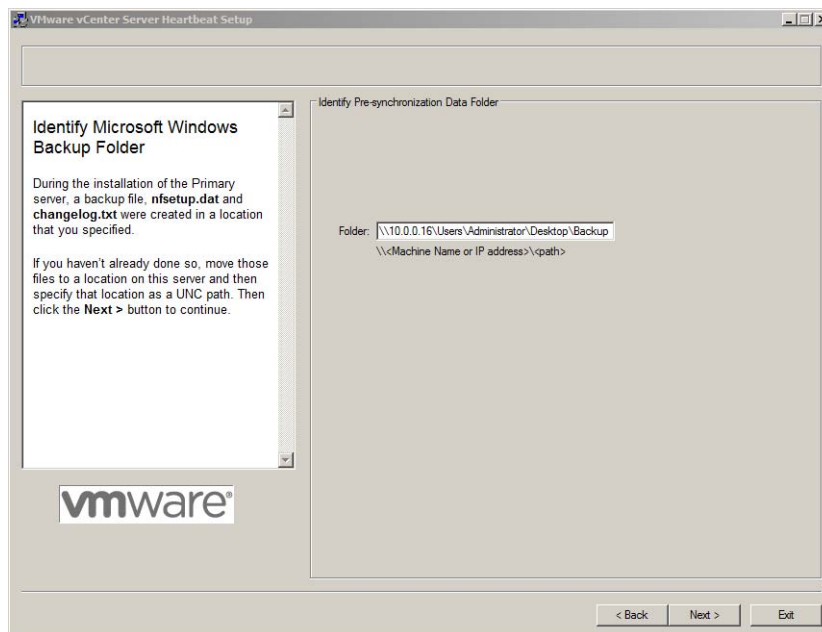 VMware vCenter Server Heartbeat Setup
Identify Microsoft Windows
Backup Folder
During the installation of the Primary
server, a backup file, nfsetup.dat and
changelog.txt were created in a location
that you specified.
If you haven't already done so, move those
files to a location on this server and then
specify that location as a UNC path. Then
click the Next > button to continue.
vmware®
Identify Pre-synchronization Data Folder
Folder: \\10.0.0.16\Users\Administrator\Desktop\Backup
\\<Machine Name or IP address>\<path>
< Back Next > Exit